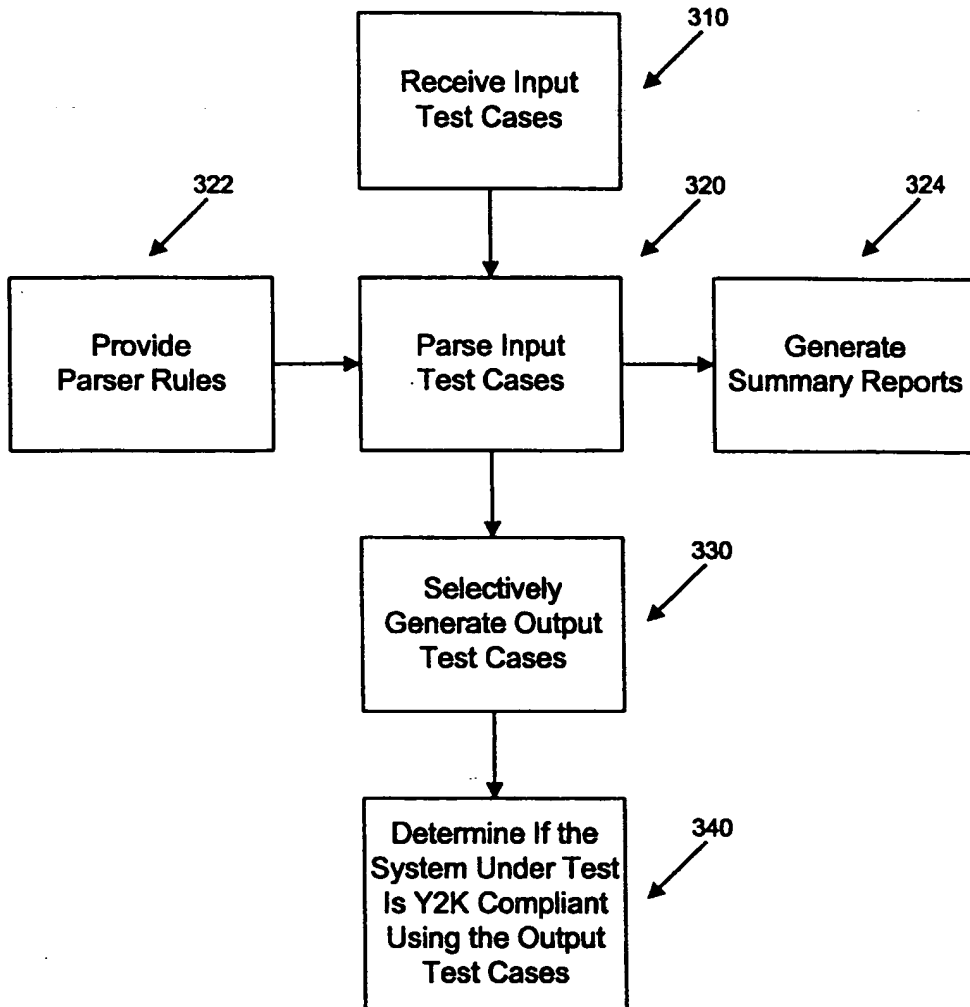 310
Receive Input
Test Cases
322
320
324
Provide
Parser Rules
Parse Input
Test Cases
Generate
Summary Reports
330
Selectively
Generate Output
Test Cases
340
Determine If the
System Under Test
Is Y2K Compliant
Using the Output
Test Cases